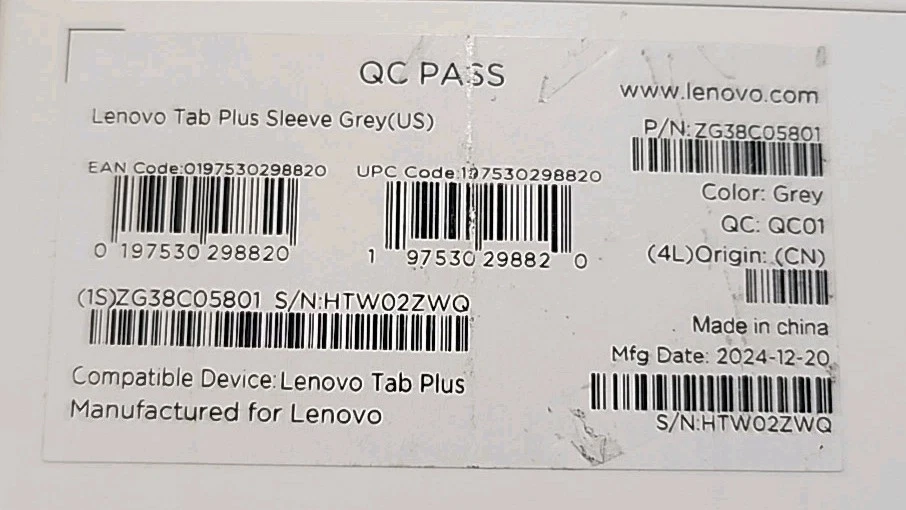 QC PASS
www.lenovo.com
Lenovo Tab Plus Sleeve Grey(US)
P/N:ZG38C05801
EAN Code:0197530298820 UPC Code:197530298820
Color: Grey
QC: QC01
0 197530 298820
1 97530 29882 0
(4L)Origin: (CN)
(1S)ZG38C05801 S/N:HTW02ZWQ
Made in china
Mfg Date: 2024-12-20
Compatible Device: Lenovo Tab Plus
Manufactured for Lenovo
S/N:HTW02ZWQ